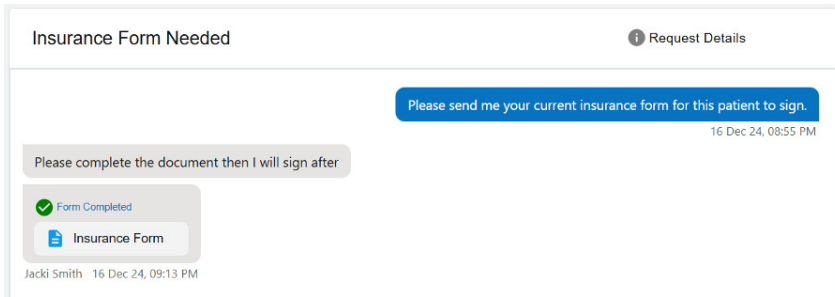 Insurance Form Needed
Request Details
Please send me your current insurance form for this patient to sign.
16 Dec 24, 08:55 PM
Please complete the document then I will sign after
Form Completed
Insurance Form
Jacki Smith 16 Dec 24, 09:13 PM